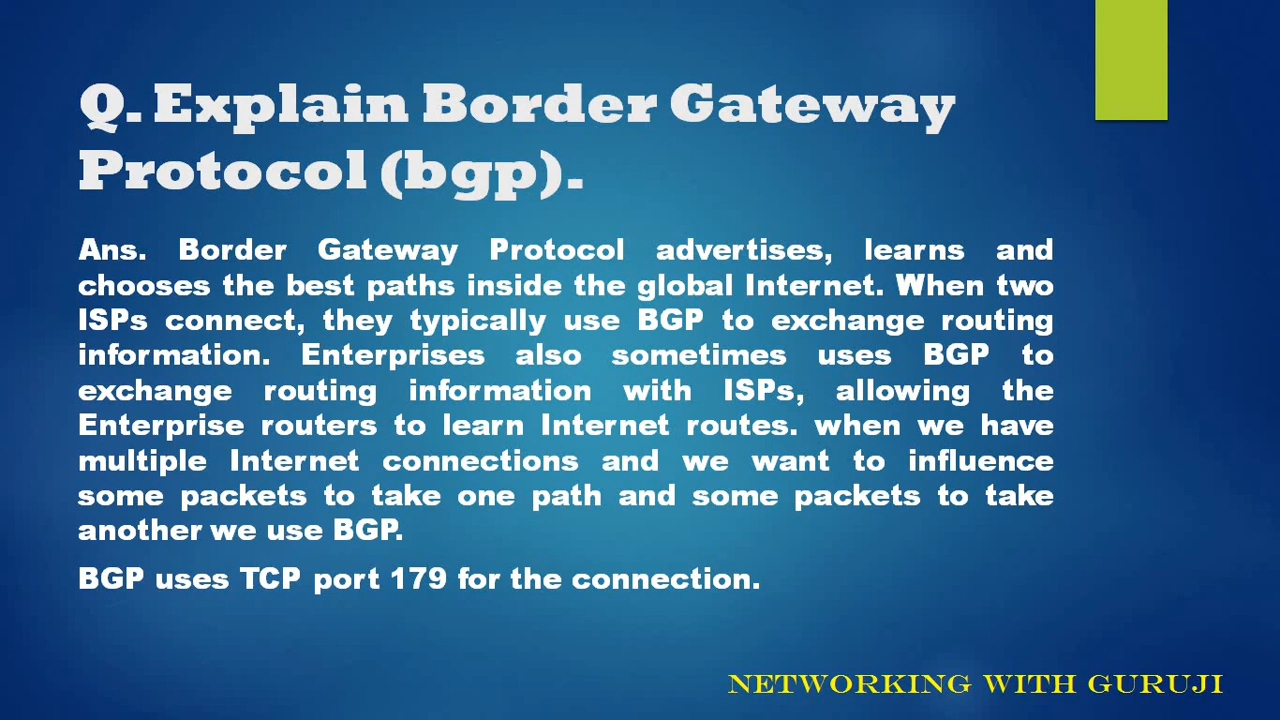 Q. Explain Border Gateway
Protocol (bgp).
Ans. Border Gateway Protocol advertises, learns and
chooses the best paths inside the global Internet. When two
ISPs connect, they typically use BGP to exchange routing
information. Enterprises also sometimes uses BGP to
exchange routing information with ISPs, allowing the
Enterprise routers to learn Internet routes. when we have
multiple Internet connections and we want to influence
some packets to take one path and some packets to take
another we use BGP.
BGP uses TCP port 179 for the connection.
NETWORKING WITH GURUJI